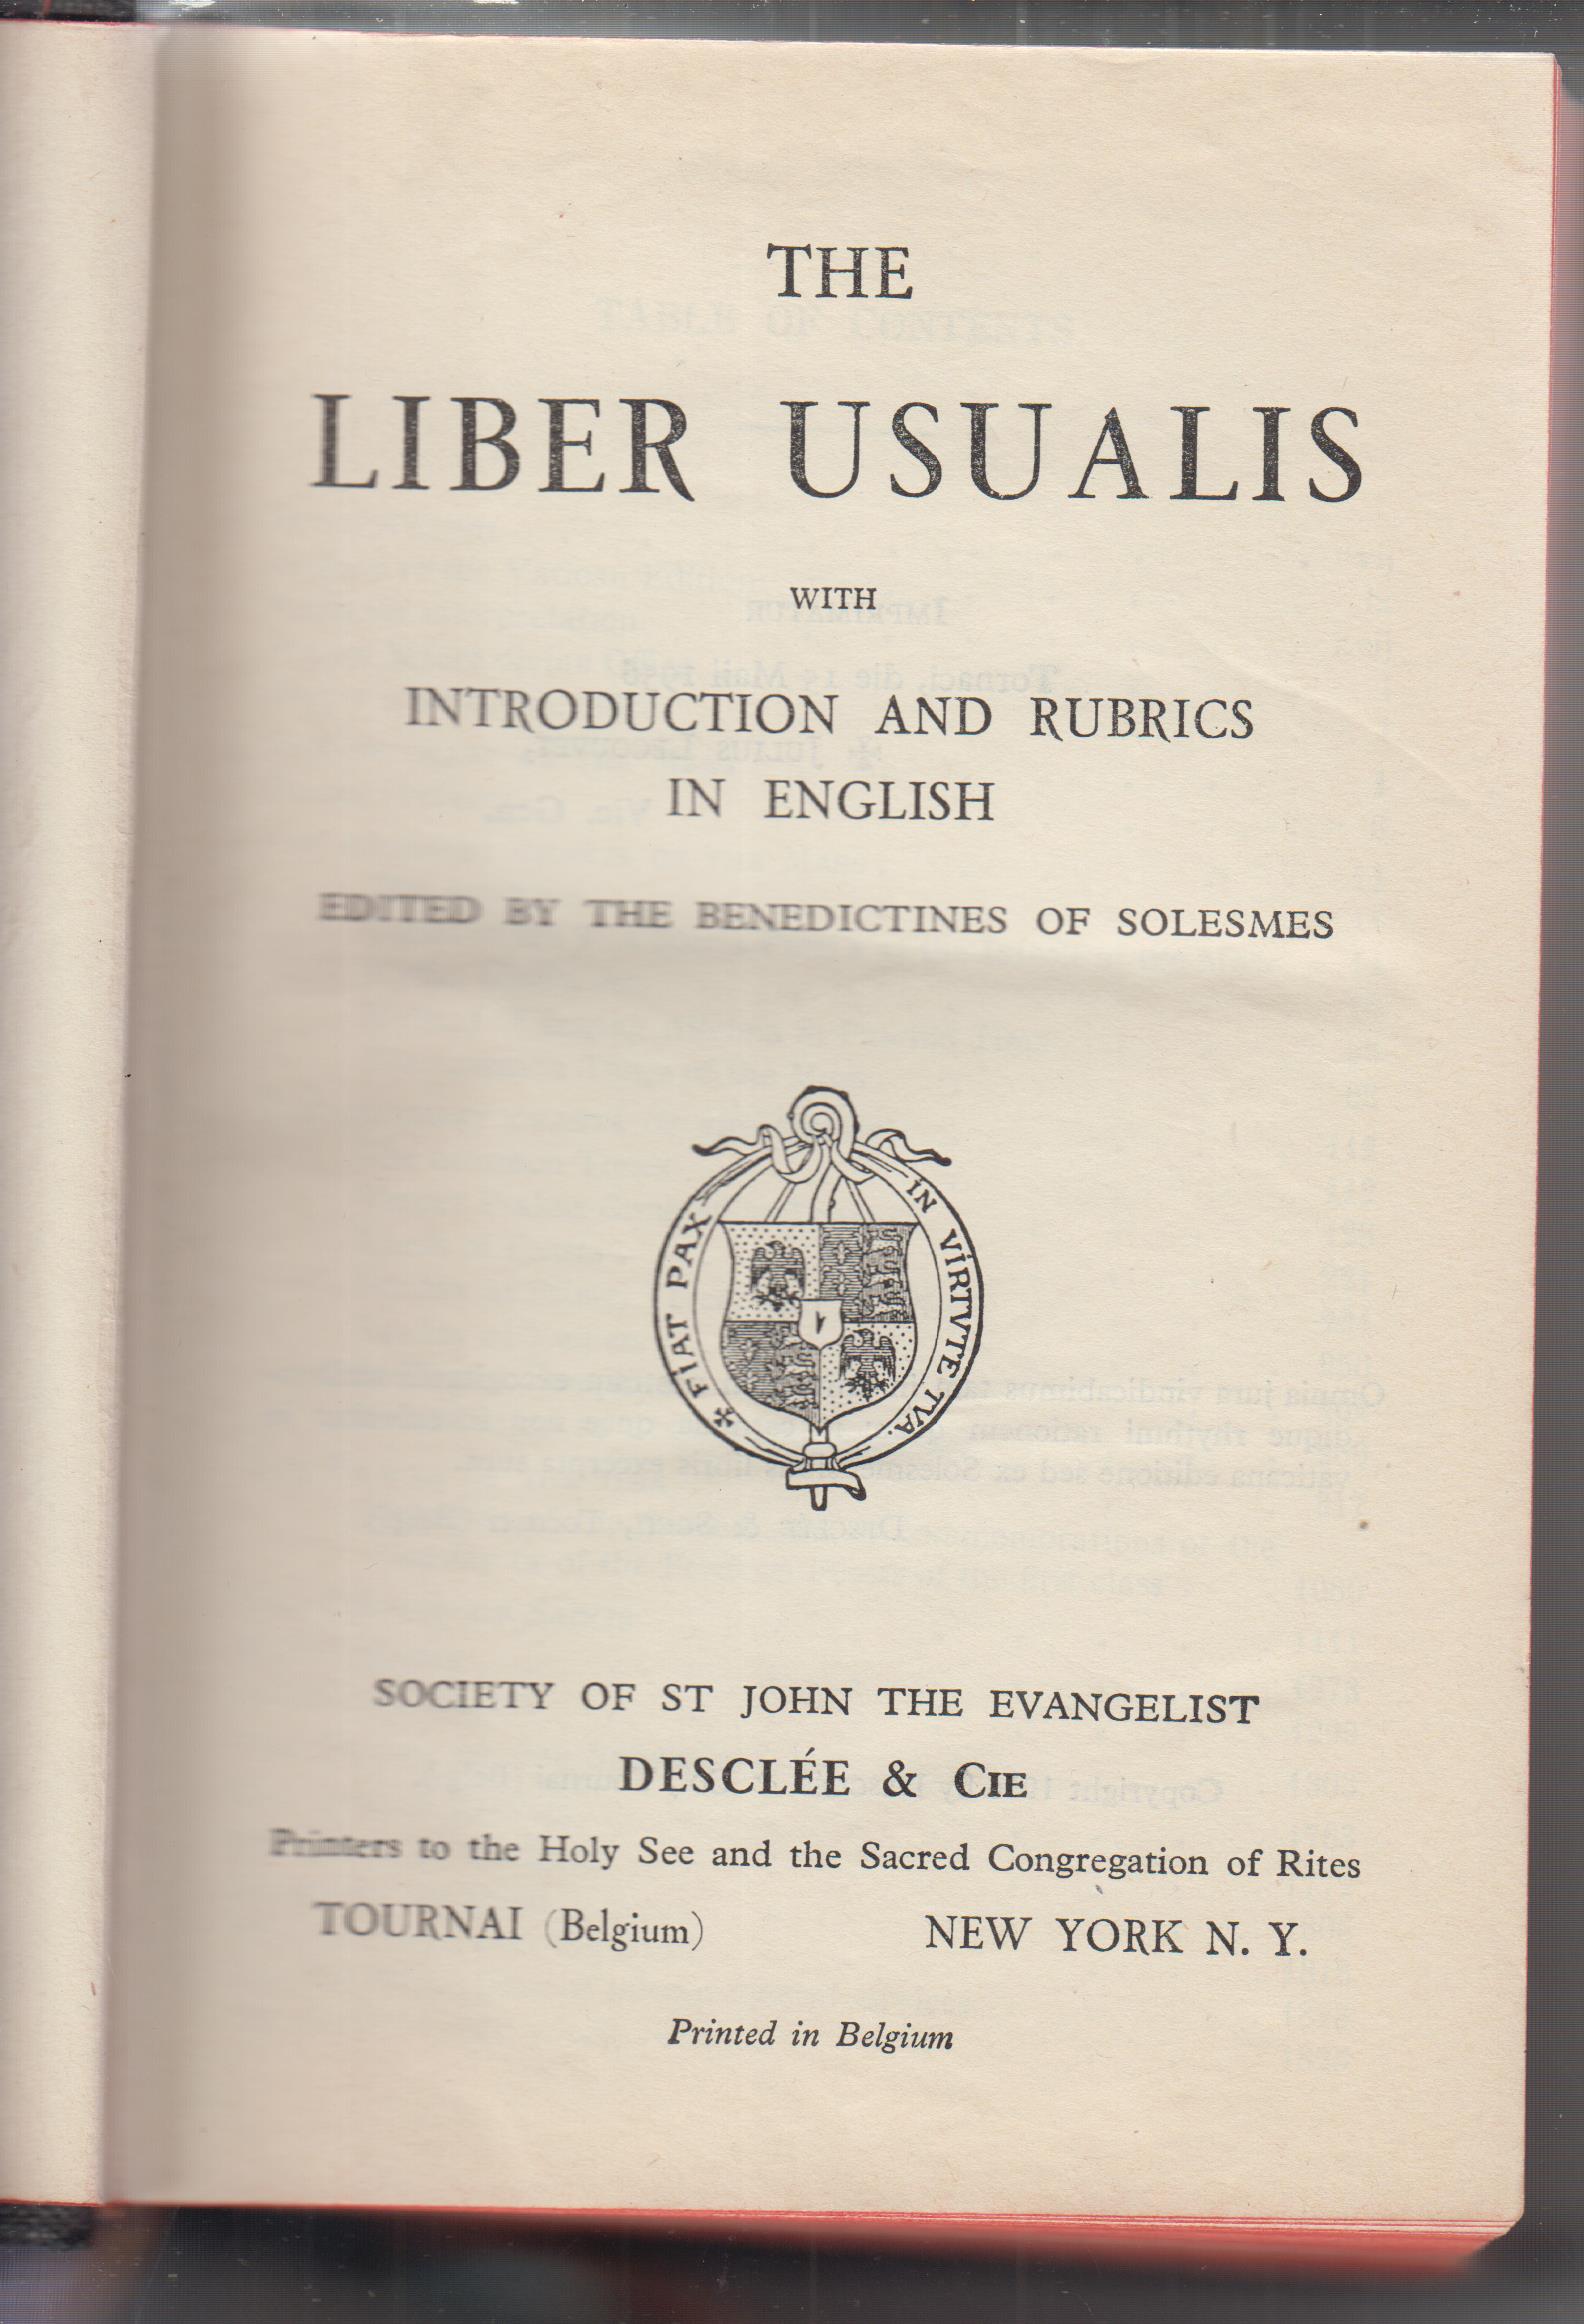 THE
LIBER USUALIS
WITH
INTRODUCTION AND RUBRICS
IN ENGLISH
EDITED BY THE BENEDICTINES OF SOLESMES
✠ FIAT PAX IN VIRTVTE TVA.
SOCIETY OF ST JOHN THE EVANGELIST
DESCLÉE & CIE
Printers to the Holy See and the Sacred Congregation of Rites
TOURNAI (Belgium) NEW YORK N. Y.
Printed in Belgium